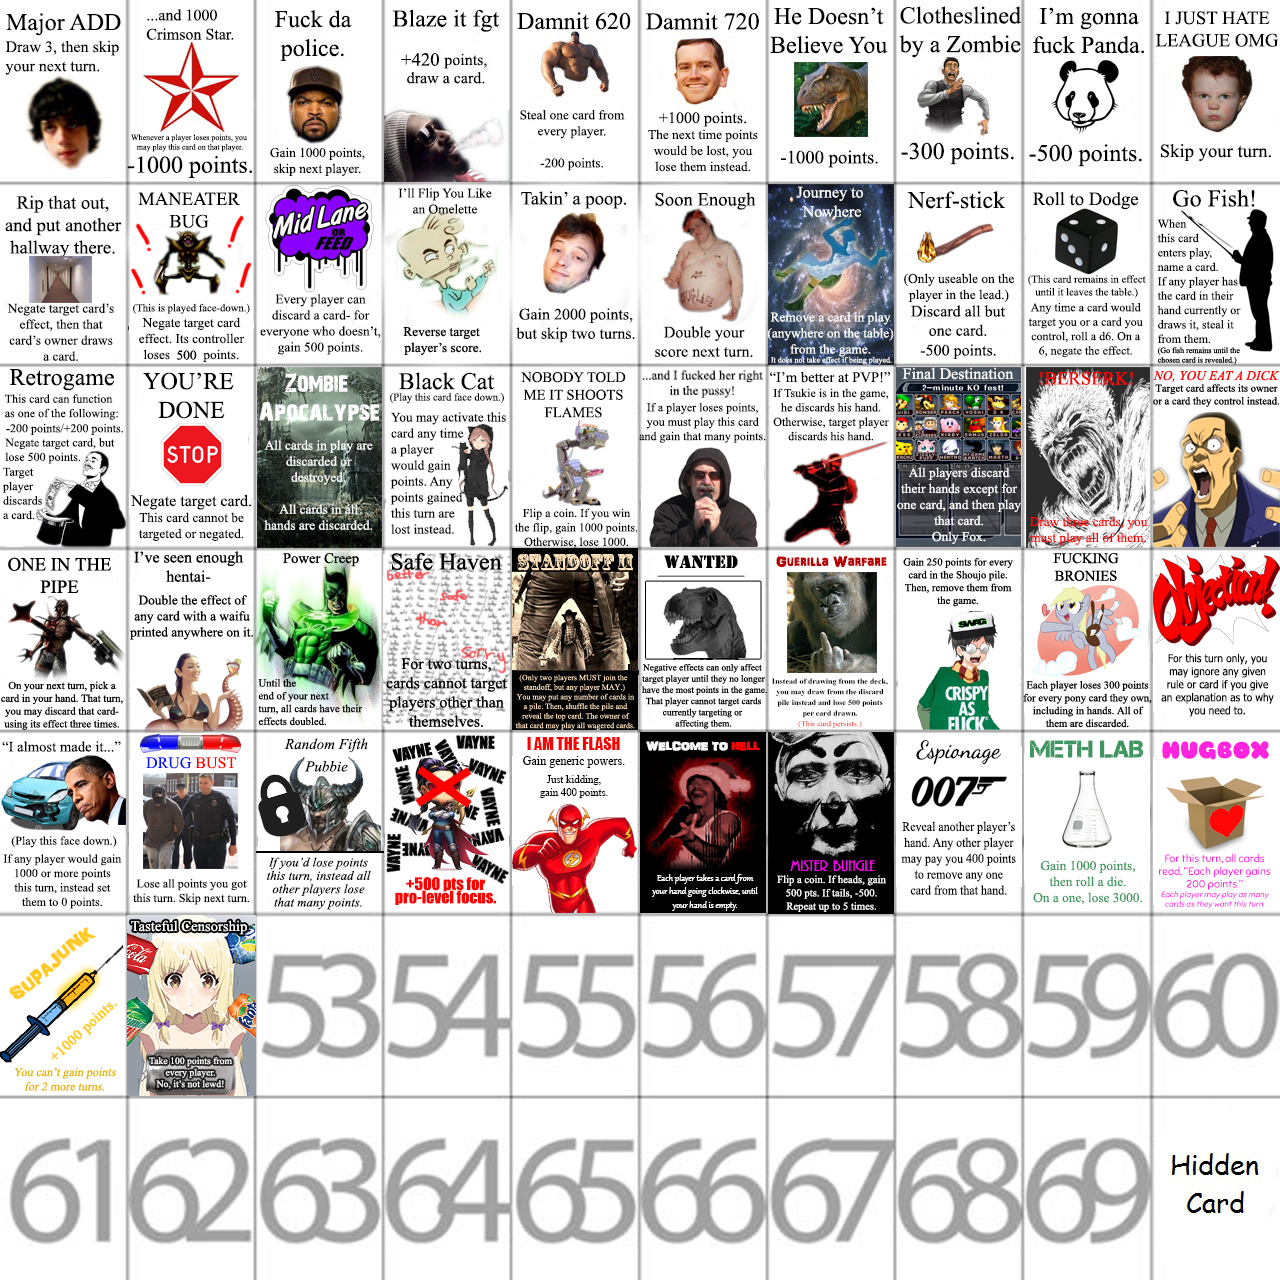 Major ADD
Draw 3, then skip
your next turn.
...and 1000
Crimson Star.
Whenever a player loses points, you
may play this card on that player.
-1000 points.
Fuck da
police.
Gain 1000 points,
skip next player.
Blaze it fgt
+420 points,
draw a card.
Damnit 620
Steal one card from
every player.
-200 points.
Damnit 720
+1000 points.
The next time points
would be lost, you
lose them instead.
He Doesn't
Believe You
-1000 points.
Clotheslined
by a Zombie
-300 points.
I'm gonna
fuck Panda.
-500 points.
I JUST HATE
LEAGUE OMG
Skip your turn.
Rip that out,
and put another
hallway there.
Negate target card's
effect, then that
card's owner draws
a card.
MANEATER
BUG
(This is played face-down.)
Negate target card
effect. Its controller
loses 500 points.
Mid Lane
OR
FEED
Every player can
discard a card- for
everyone who doesn't,
gain 500 points.
I'll Flip You Like
an Omelette
Reverse target
player's score.
Takin' a poop.
Gain 2000 points,
but skip two turns.
Soon Enough
Double your
score next turn.
Journey to
Nowhere
Remove a card in play
(anywhere on the table)
from the game.
It does not take effect if being played.
Nerf-stick
(Only useable on the
player in the lead.)
Discard all but
one card.
-500 points.
Roll to Dodge
(This card remains in effect
until it leaves the table.)
Any time a card would
target you or a card you
control, roll a d6. On a
6, negate the effect.
Go Fish!
When
this card
enters play,
name a card.
If any player has
the card in their
hand currently or
draws it, steal it
from them.
(Go fish remains until the
chosen card is revealed.)
Retrogame
This card can function
as one of the following:
-200 points/+200 points.
Negate target card, but
lose 500 points.
Target
player
discards
a card.
YOU'RE
DONE
STOP
Negate target card.
This card cannot be
targeted or negated.
ZOMBIE
APOCALYPSE
All cards in play are
discarded or
destroyed.
All cards in all
hands are discarded.
Black Cat
(Play this card face down.)
You may activate this
card any time
a player
would gain
points. Any
points gained
this turn are
lost instead.
NOBODY TOLD
ME IT SHOOTS
FLAMES
Flip a coin. If you win
the flip, gain 1000 points.
Otherwise, lose 1000.
...and I fucked her right
in the pussy!
If a player loses points,
you must play this card
and gain that many points.
"I'm better at PVP!"
If Tsukie is in the game,
he discards his hand.
Otherwise, target player
discards his hand.
Final Destination
2-minute KO fest!
All players discard
their hands except for
one card, and then play
that card.
Only Fox.
!BERSERK!
Draw three cards, you
must play all of them.
NO, YOU EAT A DICK
Target card affects its owner
or a card they control instead.
ONE IN THE
PIPE
On your next turn, pick a
card in your hand. That turn,
you may discard that card-
using its effect three times.
I've seen enough
hentai-
Double the effect of
any card with a waifu
printed anywhere on it.
Power Creep
Until the
end of your next
turn, all cards have their
effects doubled.
Safe Haven
better
safe
than
sorry
For two turns,
cards cannot target
players other than
themselves.
STANDOFF II
(Only two players MUST join the
standoff, but any player MAY.)
You may put any number of cards in
a pile. Then, shuffle the pile and
reveal the top card. The owner of
that card may play all wagered cards.
WANTED
Negative effects can only affect
target player until they no longer
have the most points in the game.
That player cannot target cards
currently targeting or
affecting them.
GUERILLA WARFARE
Instead of drawing from the deck,
you may draw from the discard
pile instead and lose 500 points
per card drawn.
(This card persists.)
Gain 250 points for every
card in the Shoujo pile.
Then, remove them from
the game.
SWAG
CRISPY
AS
FUCK
FUCKING
BRONIES
Each player loses 300 points
for every pony card they own,
including in hands. All of
them are discarded.
Objection!
For this turn only, you
may ignore any given
rule or card if you give
an explanation as to why
you need to.
"I almost made it..."
(Play this face down.)
If any player would gain
1000 or more points
this turn, instead set
them to 0 points.
DRUG BUST
Lose all points you got
this turn. Skip next turn.
Random Fifth
Pubbie
If you'd lose points
this turn, instead all
other players lose
that many points.
VAYNE
VAYNE
VAYNE
VAYNE
VAYNE
VAYNE
VAYNE
VAYNE
+500 pts for
pro-level focus.
I AM THE FLASH
Gain generic powers.
Just kidding,
gain 400 points.
WELCOME TO HELL
Each player takes a card from
your hand going clockwise, until
your hand is empty.
MISTER BUNGLE
Flip a coin. If heads, gain
500 pts. If tails, -500.
Repeat up to 5 times.
Espionage
007
Reveal another player's
hand. Any other player
may pay you 400 points
to remove any one
card from that hand.
METH LAB
Gain 1000 points,
then roll a die.
On a one, lose 3000.
HUGBOX
For this turn, all cards
read, "Each player gains
200 points."
Each player may play as many
cards as they want this turn.
SUPAJUNK
+1000 points.
You can't gain points
for 2 more turns.
Tasteful Censorship
Take 100 points from
every player.
No, it's not lewd!
53
54
55
56
57
58
59
60
61
62
63
64
65
66
67
68
69
Hidden
Card